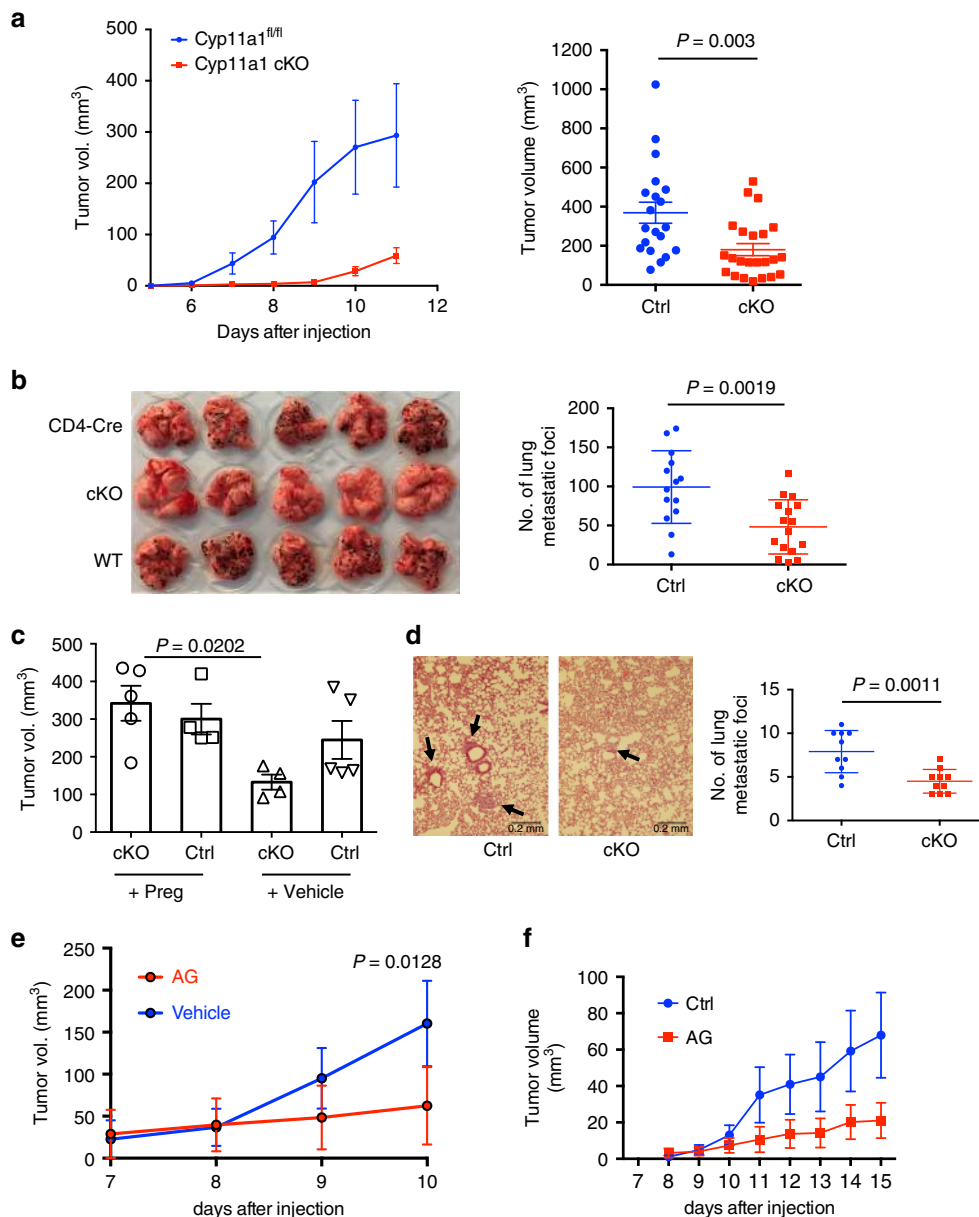 a
Tumor vol. (mm³)
500
400
300
200
100
0
6
8
10
12
Days after injection
Cyp11a1fl/fl
Cyp11a1 cKO
P = 0.003
Tumor volume (mm³)
1200
1000
800
600
400
200
0
Ctrl
cKO
b
CD4-Cre
cKO
WT
P = 0.0019
No. of lung
metastatic foci
200
150
100
50
0
Ctrl
cKO
c
P = 0.0202
Tumor vol. (mm³)
500
400
300
200
100
0
cKO
Ctrl
cKO
Ctrl
+ Preg
+ Vehicle
d
0.2 mm
0.2 mm
Ctrl
cKO
P = 0.0011
No. of lung
metastatic foci
15
10
5
0
Ctrl
cKO
e
Tumor vol. (mm³)
250
200
150
100
50
0
AG
Vehicle
P = 0.0128
7
8
9
10
days after injection
f
Tumor volume
(mm³)
100
80
60
40
20
0
Ctrl
AG
7
8
9
10
11
12
13
14
15
days after injection